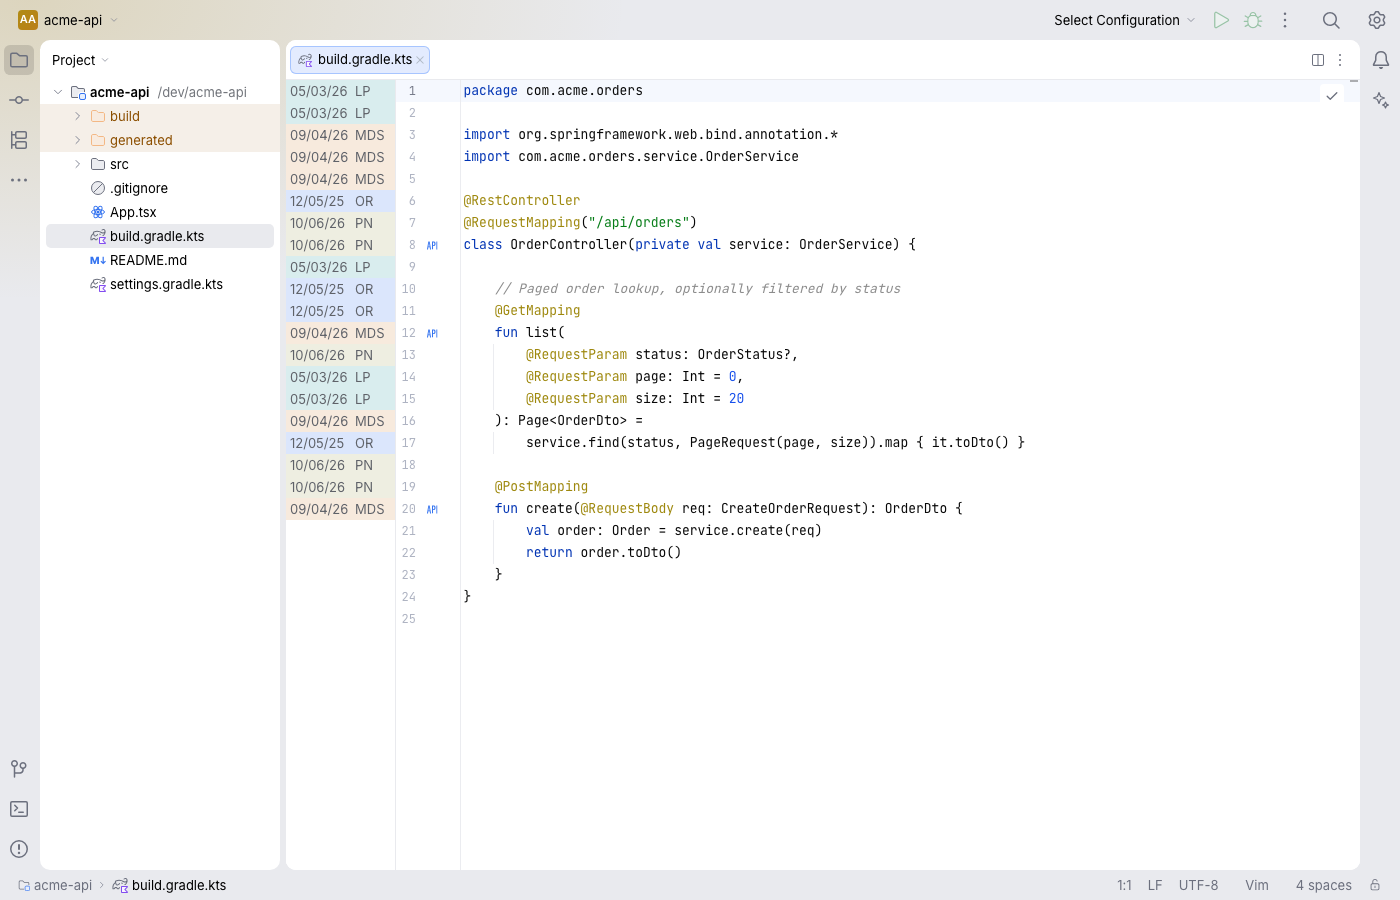 AA acme-api
Select Configuration
Project
acme-api /dev/acme-api
build
generated
src
.gitignore
App.tsx
build.gradle.kts
M↓ README.md
settings.gradle.kts
build.gradle.kts
05/03/26 LP 1 package com.acme.orders
05/03/26 LP 2
09/04/26 MDS 3 import org.springframework.web.bind.annotation.*
09/04/26 MDS 4 import com.acme.orders.service.OrderService
09/04/26 MDS 5
12/05/25 OR 6 @RestController
10/06/26 PN 7 @RequestMapping("/api/orders")
10/06/26 PN 8 API class OrderController(private val service: OrderService) {
05/03/26 LP 9
12/05/25 OR 10 // Paged order lookup, optionally filtered by status
12/05/25 OR 11 @GetMapping
09/04/26 MDS 12 API fun list(
10/06/26 PN 13 @RequestParam status: OrderStatus?,
05/03/26 LP 14 @RequestParam page: Int = 0,
05/03/26 LP 15 @RequestParam size: Int = 20
09/04/26 MDS 16 ): Page<OrderDto> =
12/05/25 OR 17 service.find(status, PageRequest(page, size)).map { it.toDto() }
10/06/26 PN 18
10/06/26 PN 19 @PostMapping
09/04/26 MDS 20 API fun create(@RequestBody req: CreateOrderRequest): OrderDto {
21 val order: Order = service.create(req)
22 return order.toDto()
23 }
24 }
25
acme-api build.gradle.kts
1:1 LF UTF-8 Vim 4 spaces